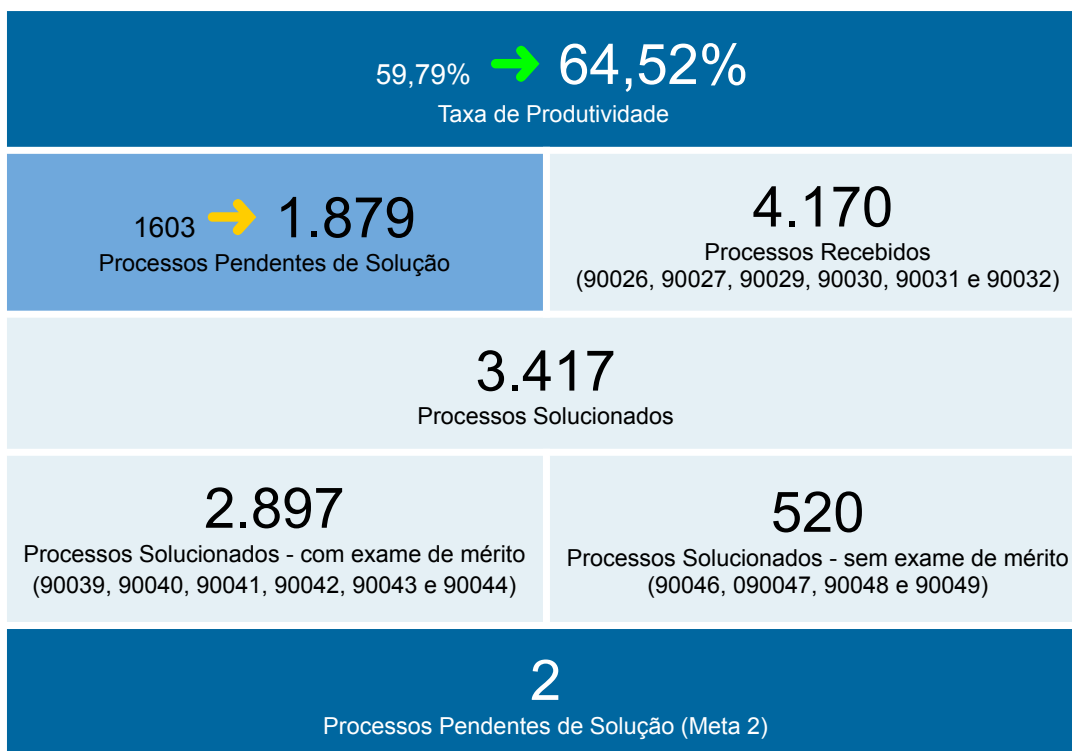 59,79% ➜ 64,52%
Taxa de Produtividade
1603 ➜ 1.879
Processos Pendentes de Solução
4.170
Processos Recebidos
(90026, 90027, 90029, 90030, 90031 e 90032)
3.417
Processos Solucionados
2.897
Processos Solucionados - com exame de mérito
(90039, 90040, 90041, 90042, 90043 e 90044)
520
Processos Solucionados - sem exame de mérito
(90046, 090047, 90048 e 90049)
2
Processos Pendentes de Solução (Meta 2)